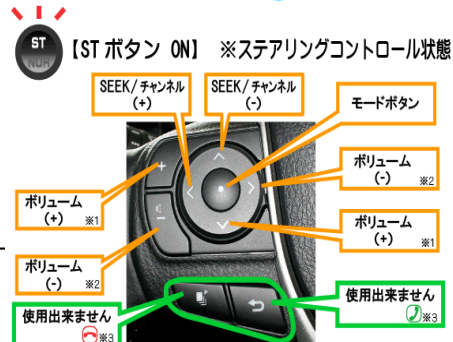 ST
NOR
【ST ボタン ON】 ※ステアリングコントロール状態
SEEK/チャンネル
(+)
SEEK/チャンネル
(-)
モードボタン
ボリューム
(-) ※2
ボリューム
(+) ※1
ボリューム
(+) ※1
ボリューム
(-) ※2
使用出来ません
※3
使用出来ません
※3